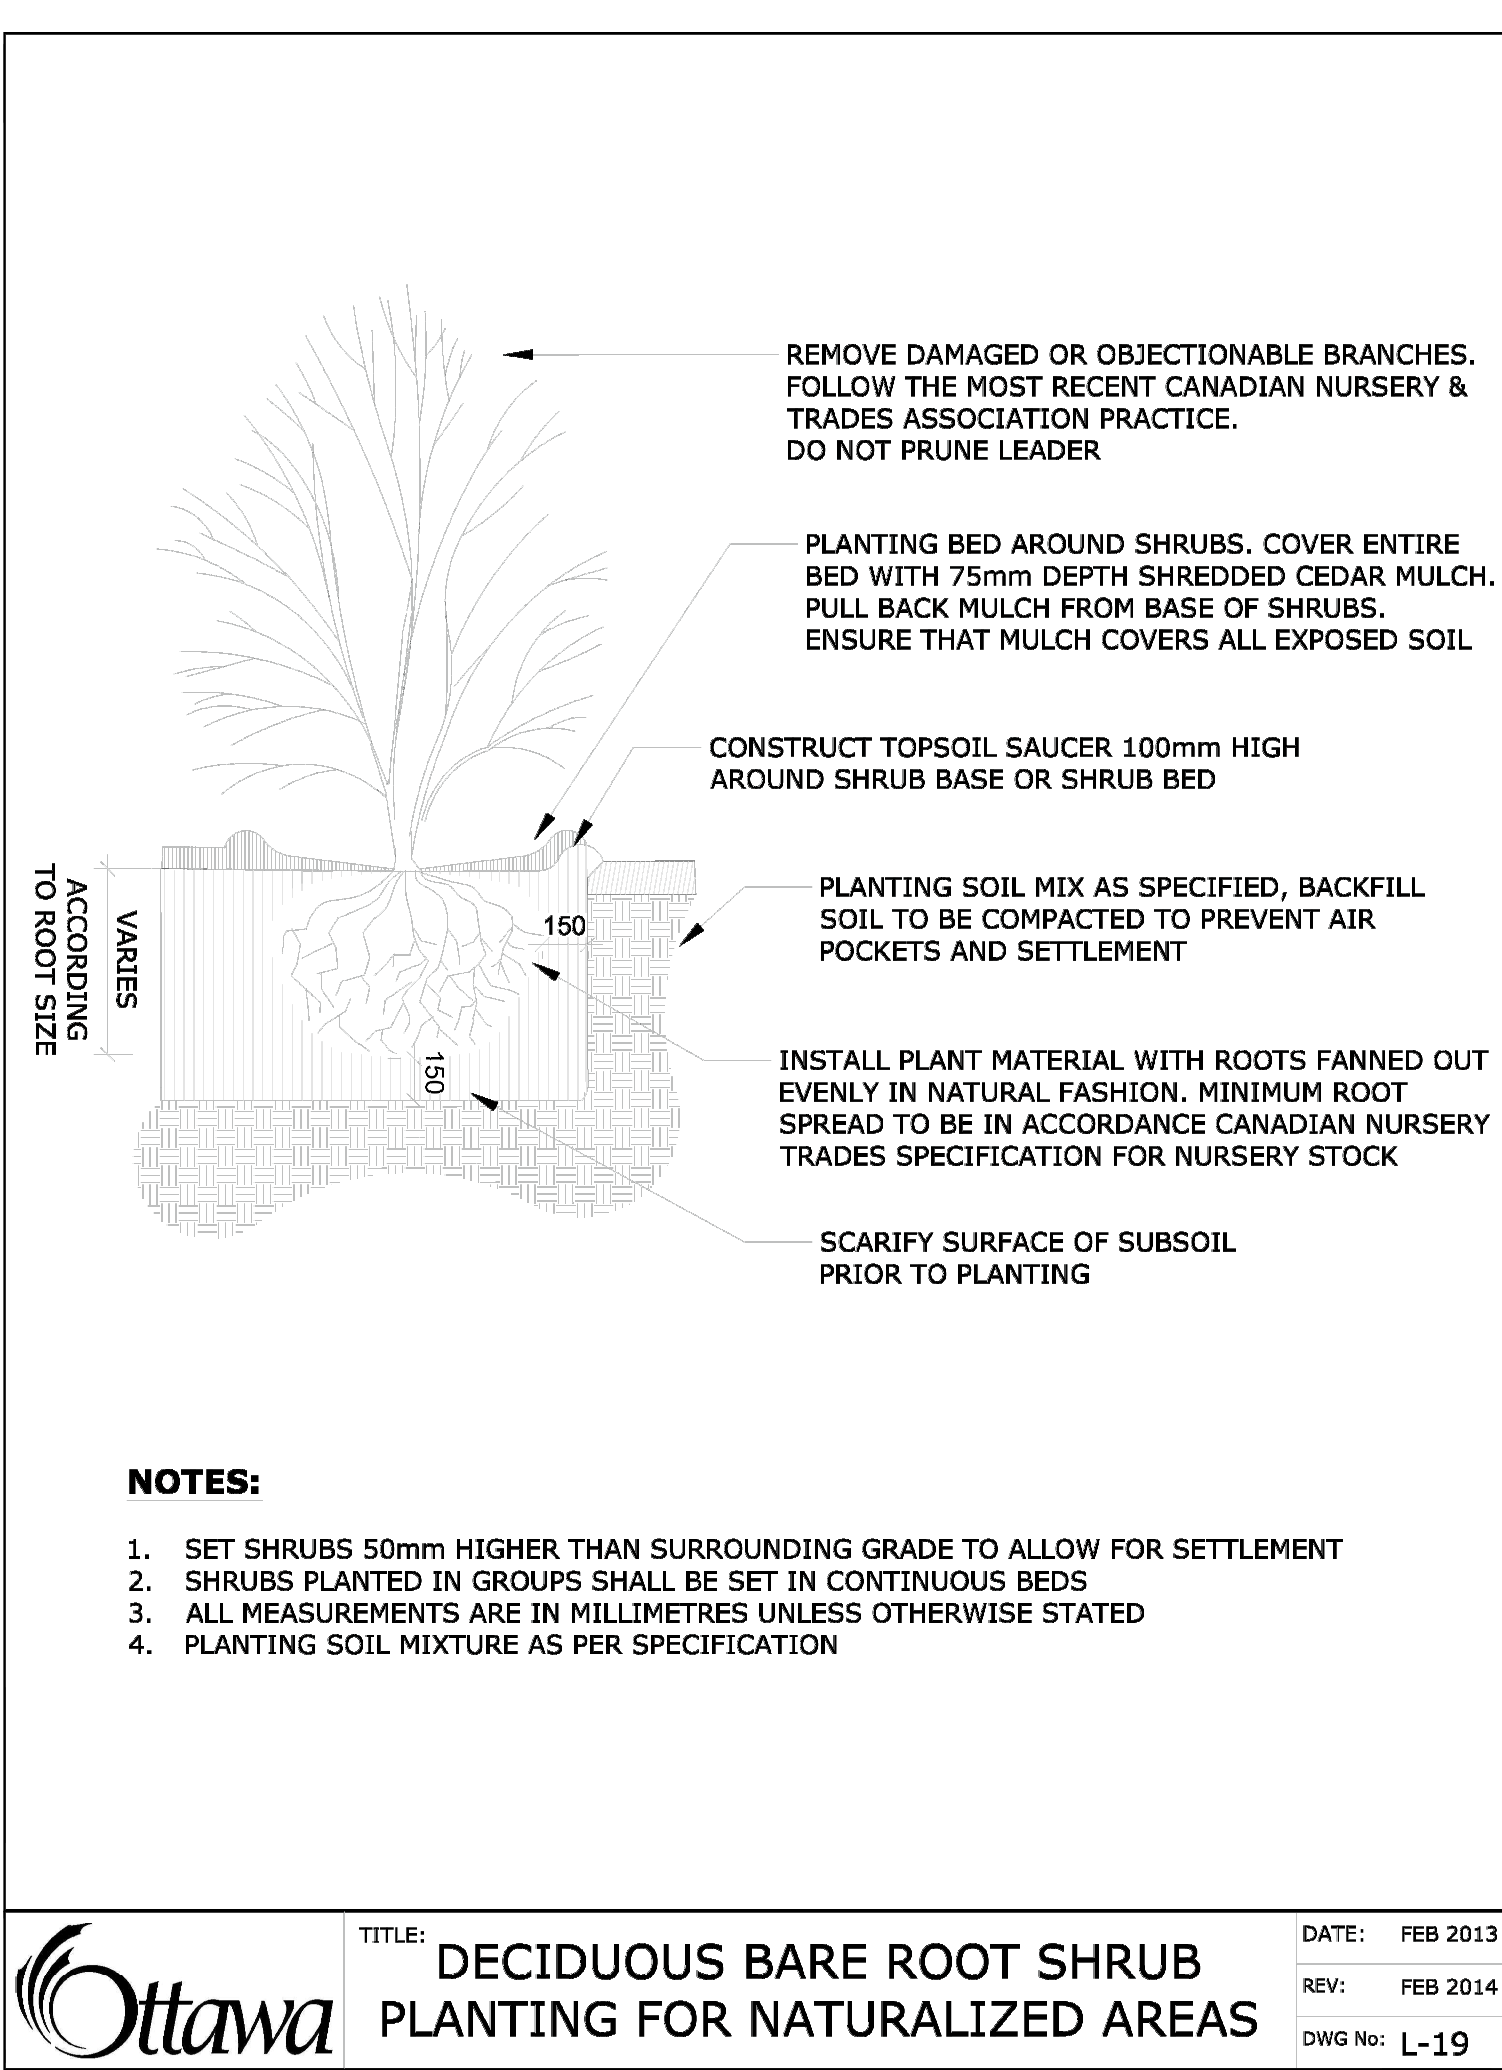 REMOVE DAMAGED OR OBJECTIONABLE BRANCHES.
FOLLOW THE MOST RECENT CANADIAN NURSERY &
TRADES ASSOCIATION PRACTICE.
DO NOT PRUNE LEADER
PLANTING BED AROUND SHRUBS. COVER ENTIRE
BED WITH 75mm DEPTH SHREDDED CEDAR MULCH.
PULL BACK MULCH FROM BASE OF SHRUBS.
ENSURE THAT MULCH COVERS ALL EXPOSED SOIL
CONSTRUCT TOPSOIL SAUCER 100mm HIGH
AROUND SHRUB BASE OR SHRUB BED
VARIES
ACCORDING
TO ROOT SIZE
150
150
PLANTING SOIL MIX AS SPECIFIED, BACKFILL
SOIL TO BE COMPACTED TO PREVENT AIR
POCKETS AND SETTLEMENT
INSTALL PLANT MATERIAL WITH ROOTS FANNED OUT
EVENLY IN NATURAL FASHION. MINIMUM ROOT
SPREAD TO BE IN ACCORDANCE CANADIAN NURSERY
TRADES SPECIFICATION FOR NURSERY STOCK
SCARIFY SURFACE OF SUBSOIL
PRIOR TO PLANTING
NOTES:
1. SET SHRUBS 50mm HIGHER THAN SURROUNDING GRADE TO ALLOW FOR SETTLEMENT
2. SHRUBS PLANTED IN GROUPS SHALL BE SET IN CONTINUOUS BEDS
3. ALL MEASUREMENTS ARE IN MILLIMETRES UNLESS OTHERWISE STATED
4. PLANTING SOIL MIXTURE AS PER SPECIFICATION
Ottawa
TITLE:
DECIDUOUS BARE ROOT SHRUB
PLANTING FOR NATURALIZED AREAS
DATE: FEB 2013
REV: FEB 2014
DWG No: L-19